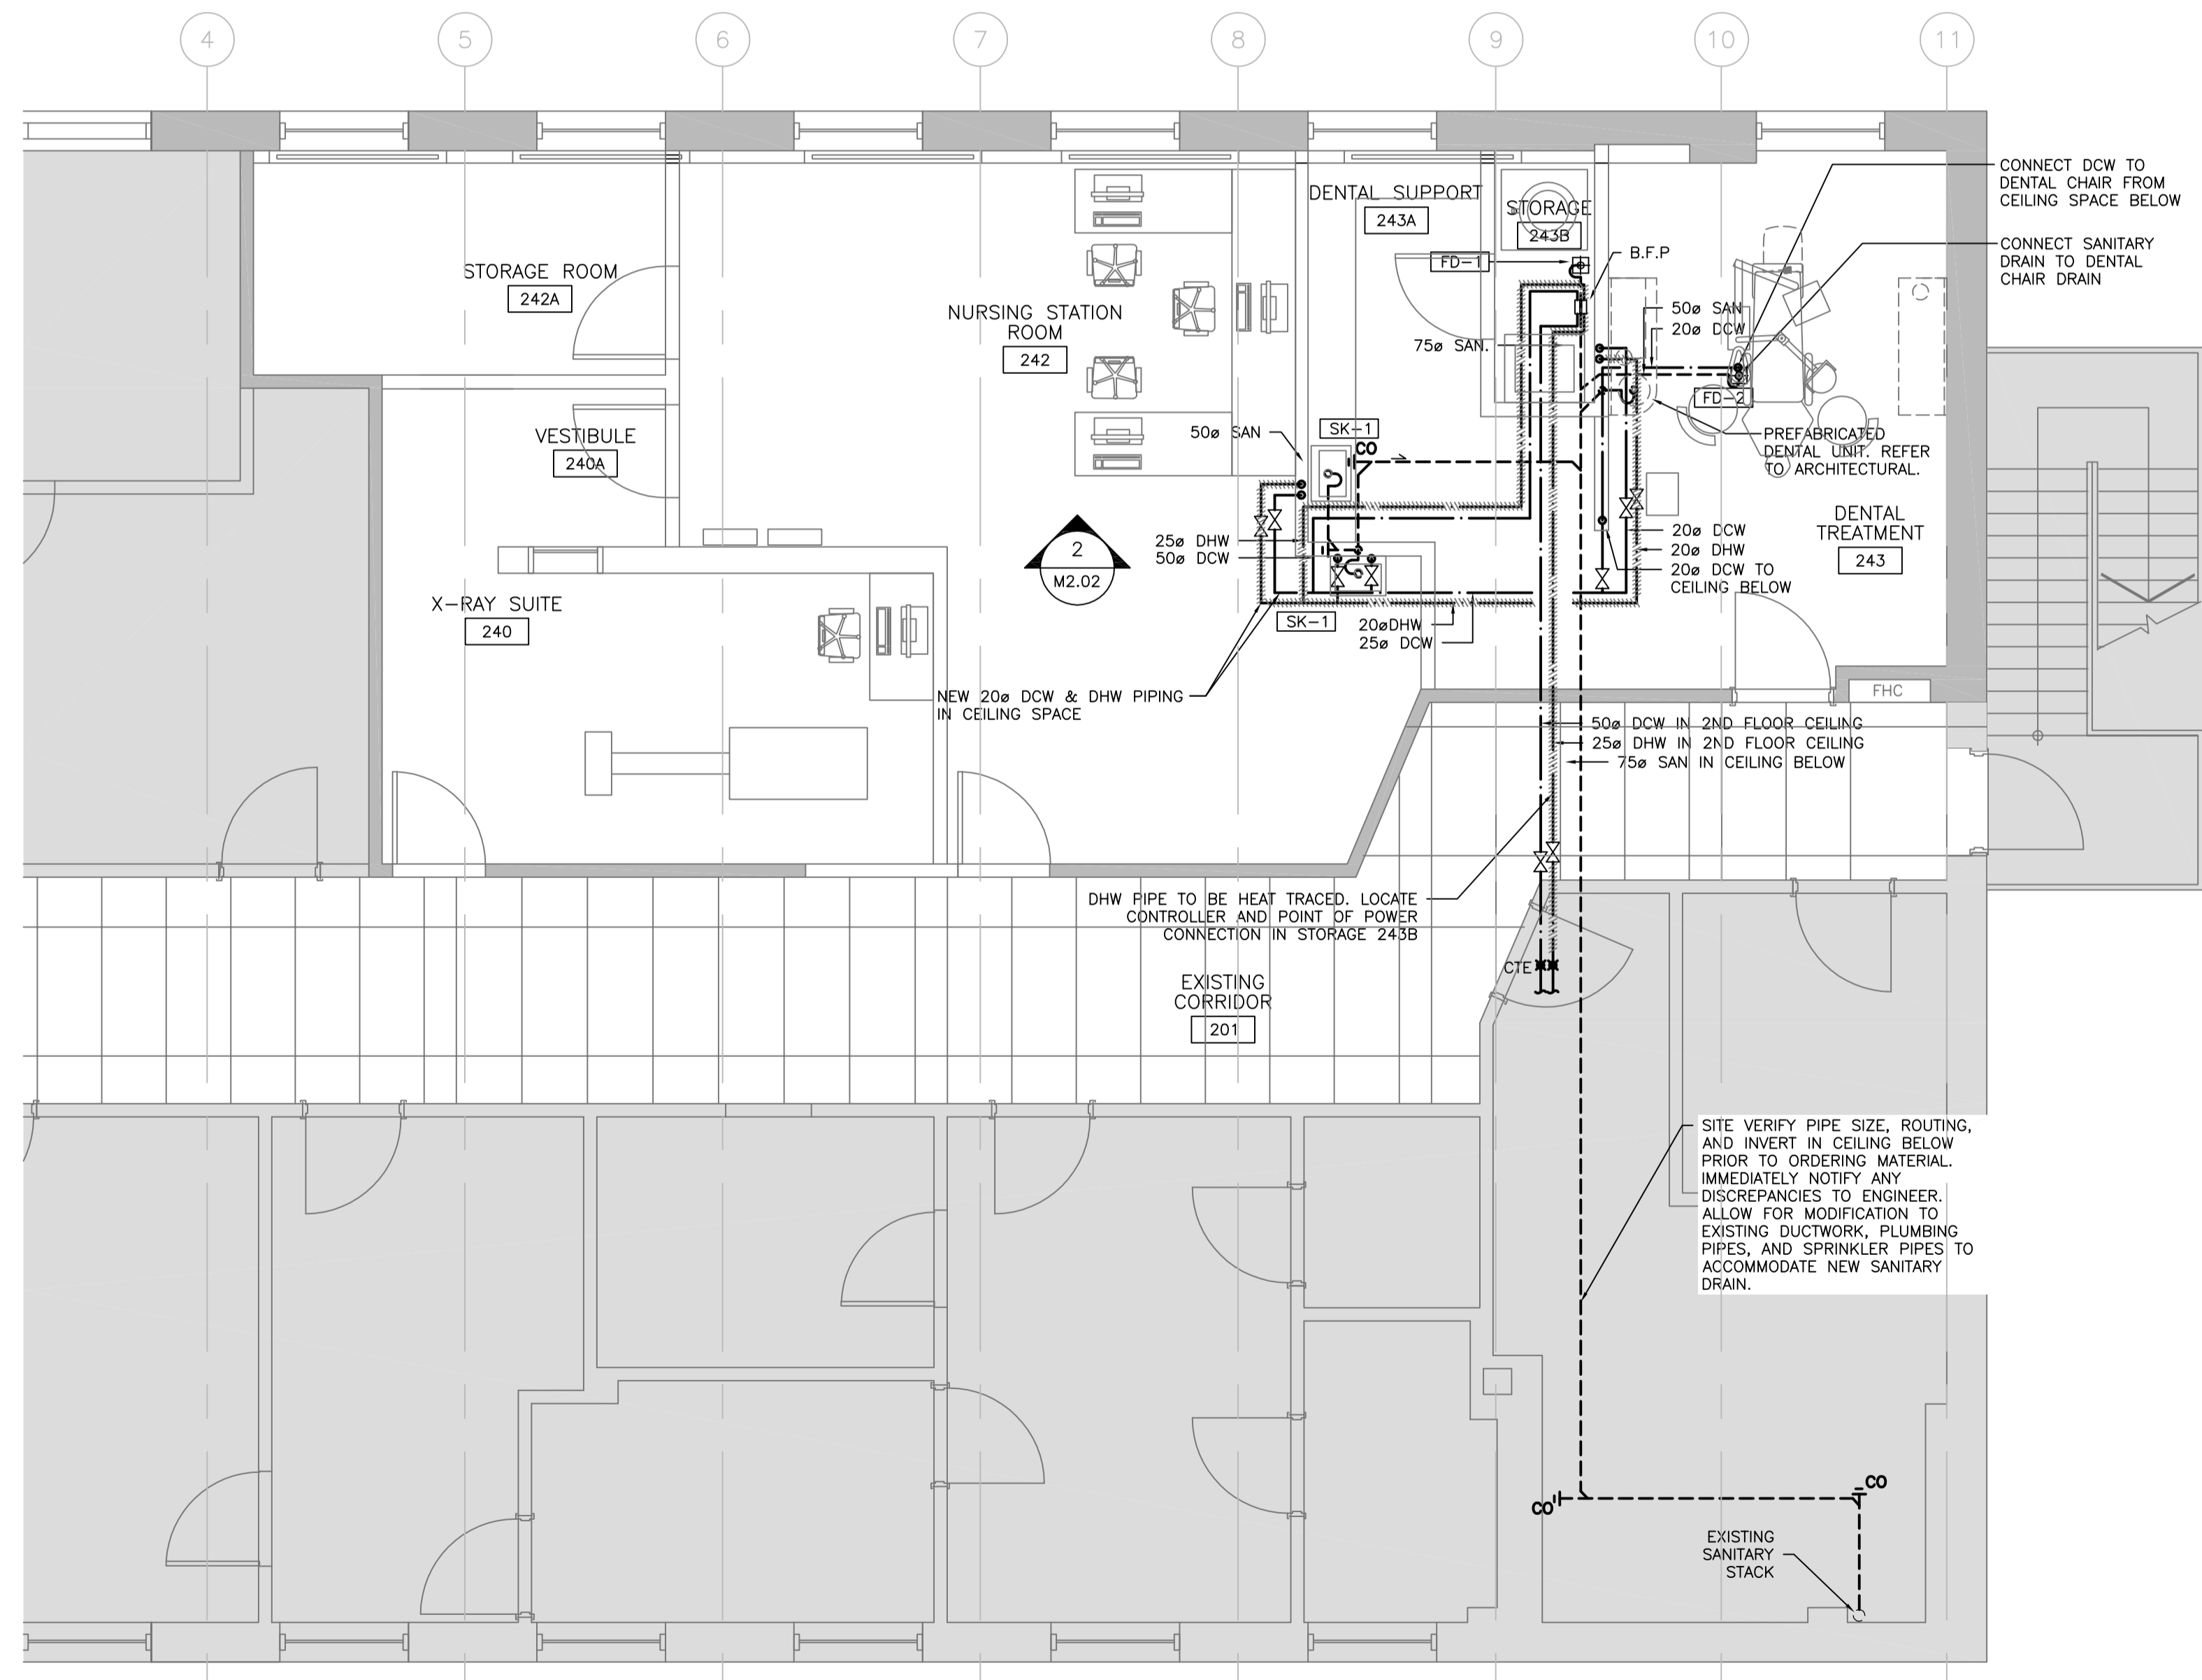 4
5
6
7
8
9
10
11
CONNECT DCW TO
DENTAL CHAIR FROM
CEILING SPACE BELOW
CONNECT SANITARY
DRAIN TO DENTAL
CHAIR DRAIN
DENTAL SUPPORT
243A
STORAGE
243B
FD-1
B.F.P
STORAGE ROOM
242A
NURSING STATION
ROOM
242
50ø SAN
20ø DCW
75ø SAN.
FD-2
VESTIBULE
240A
50ø SAN
SK-1
CO
PREFABRICATED
DENTAL UNIT. REFER
TO ARCHITECTURAL.
DENTAL
TREATMENT
243
2
M2.02
25ø DHW
50ø DCW
20ø DCW
20ø DHW
20ø DCW TO
CEILING BELOW
X-RAY SUITE
240
SK-1
20øDHW
25ø DCW
NEW 20ø DCW & DHW PIPING
IN CEILING SPACE
FHC
50ø DCW IN 2ND FLOOR CEILING
25ø DHW IN 2ND FLOOR CEILING
75ø SAN IN CEILING BELOW
DHW PIPE TO BE HEAT TRACED. LOCATE
CONTROLLER AND POINT OF POWER
CONNECTION IN STORAGE 243B
CTE
EXISTING
CORRIDOR
201
SITE VERIFY PIPE SIZE, ROUTING,
AND INVERT IN CEILING BELOW
PRIOR TO ORDERING MATERIAL.
IMMEDIATELY NOTIFY ANY
DISCREPANCIES TO ENGINEER.
ALLOW FOR MODIFICATION TO
EXISTING DUCTWORK, PLUMBING
PIPES, AND SPRINKLER PIPES TO
ACCOMMODATE NEW SANITARY
DRAIN.
CO
CO
EXISTING
SANITARY
STACK